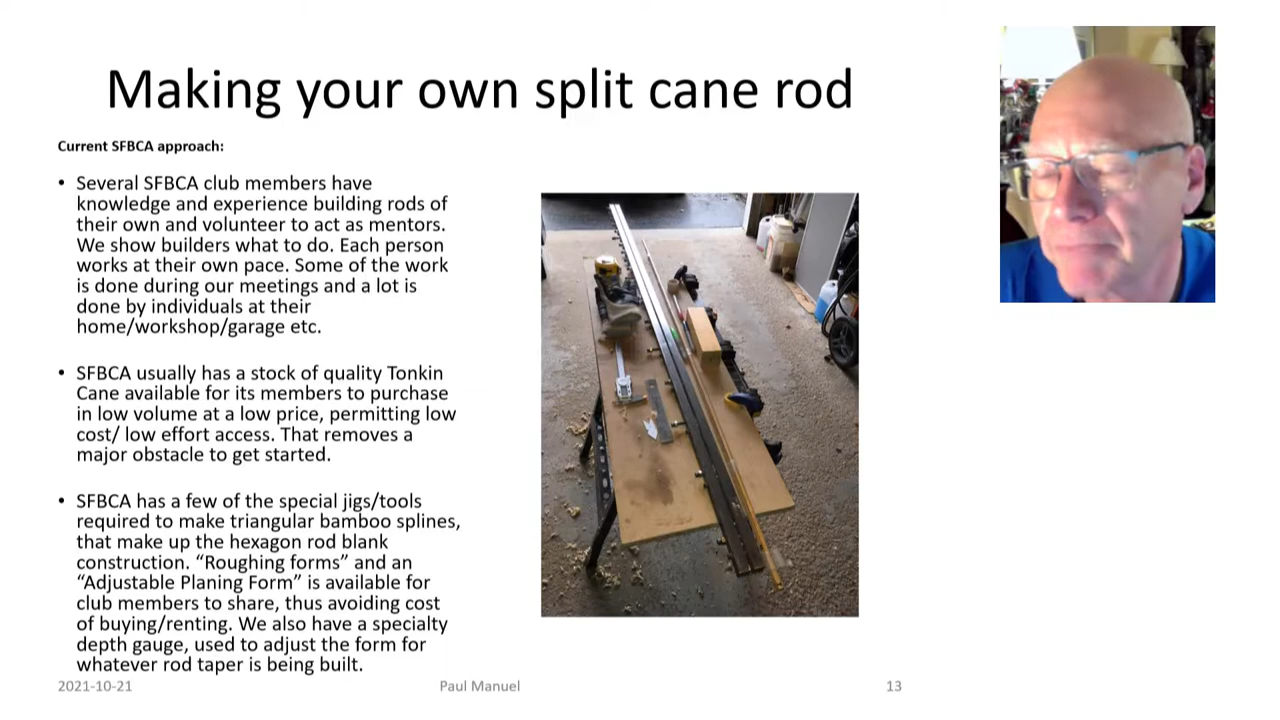 Making your own split cane rod
Current SFBCA approach:
• Several SFBCA club members have
knowledge and experience building rods of
their own and volunteer to act as mentors.
We show builders what to do. Each person
works at their own pace. Some of the work
is done during our meetings and a lot is
done by individuals at their
home/workshop/garage etc.
• SFBCA usually has a stock of quality Tonkin
Cane available for its members to purchase
in low volume at a low price, permitting low
cost/ low effort access. That removes a
major obstacle to get started.
• SFBCA has a few of the special jigs/tools
required to make triangular bamboo splines,
that make up the hexagon rod blank
construction. “Roughing forms” and an
“Adjustable Planing Form” is available for
club members to share, thus avoiding cost
of buying/renting. We also have a specialty
depth gauge, used to adjust the form for
whatever rod taper is being built.
2021-10-21
Paul Manuel
13